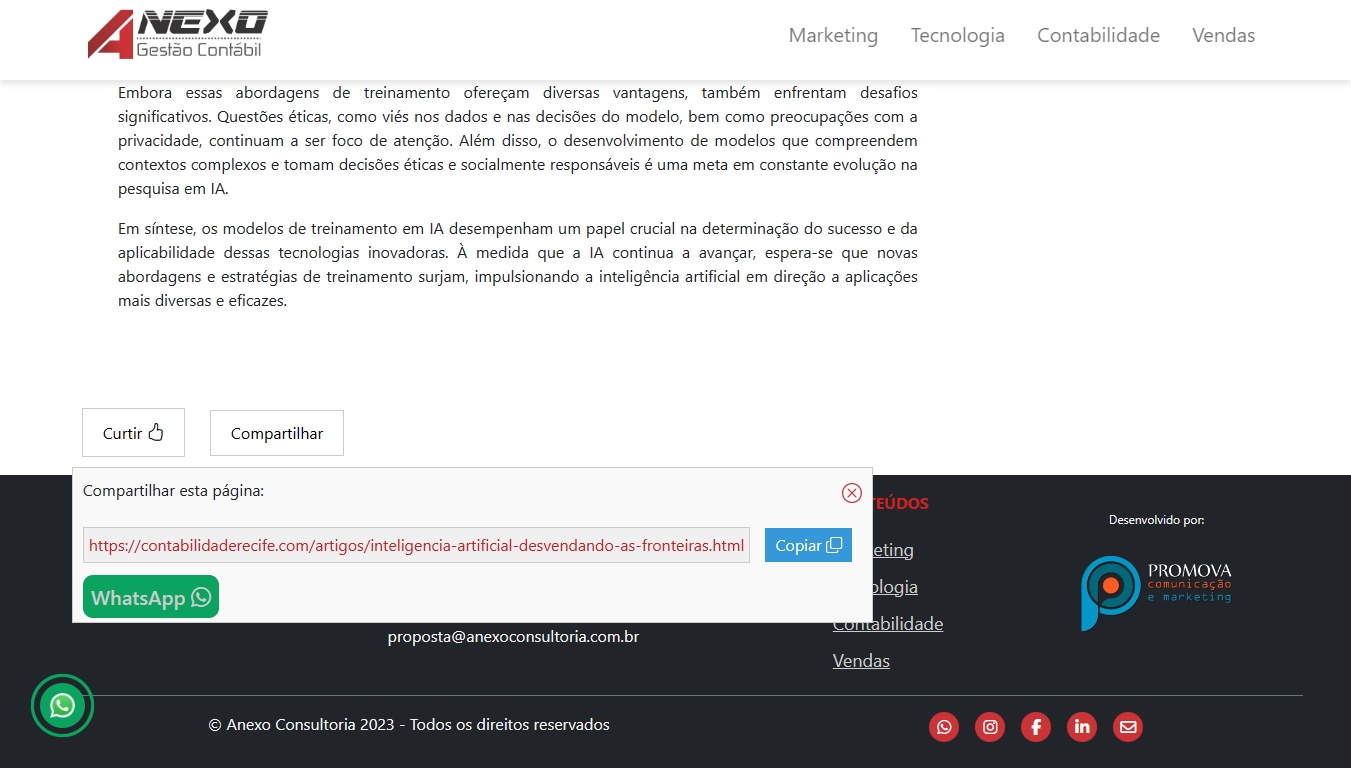 ANEXO
Gestão Contábil
Marketing Tecnologia Contabilidade Vendas
Embora essas abordagens de treinamento ofereçam diversas vantagens, também enfrentam desafios
significativos. Questões éticas, como viés nos dados e nas decisões do modelo, bem como preocupações com a
privacidade, continuam a ser foco de atenção. Além disso, o desenvolvimento de modelos que compreendem
contextos complexos e tomam decisões éticas e socialmente responsáveis é uma meta em constante evolução na
pesquisa em IA.
Em síntese, os modelos de treinamento em IA desempenham um papel crucial na determinação do sucesso e da
aplicabilidade dessas tecnologias inovadoras. À medida que a IA continua a avançar, espera-se que novas
abordagens e estratégias de treinamento surjam, impulsionando a inteligência artificial em direção a aplicações
mais diversas e eficazes.
Curtir
Compartilhar
Compartilhar esta página:
https://contabilidaderecife.com/artigos/inteligencia-artificial-desvendando-as-fronteiras.html
Copiar
WhatsApp
proposta@anexoconsultoria.com.br
TEÚDOS
eting
ologia
Contabilidade
Vendas
Desenvolvido por:
PROMOVA
comunicação
e marketing
© Anexo Consultoria 2023 - Todos os direitos reservados